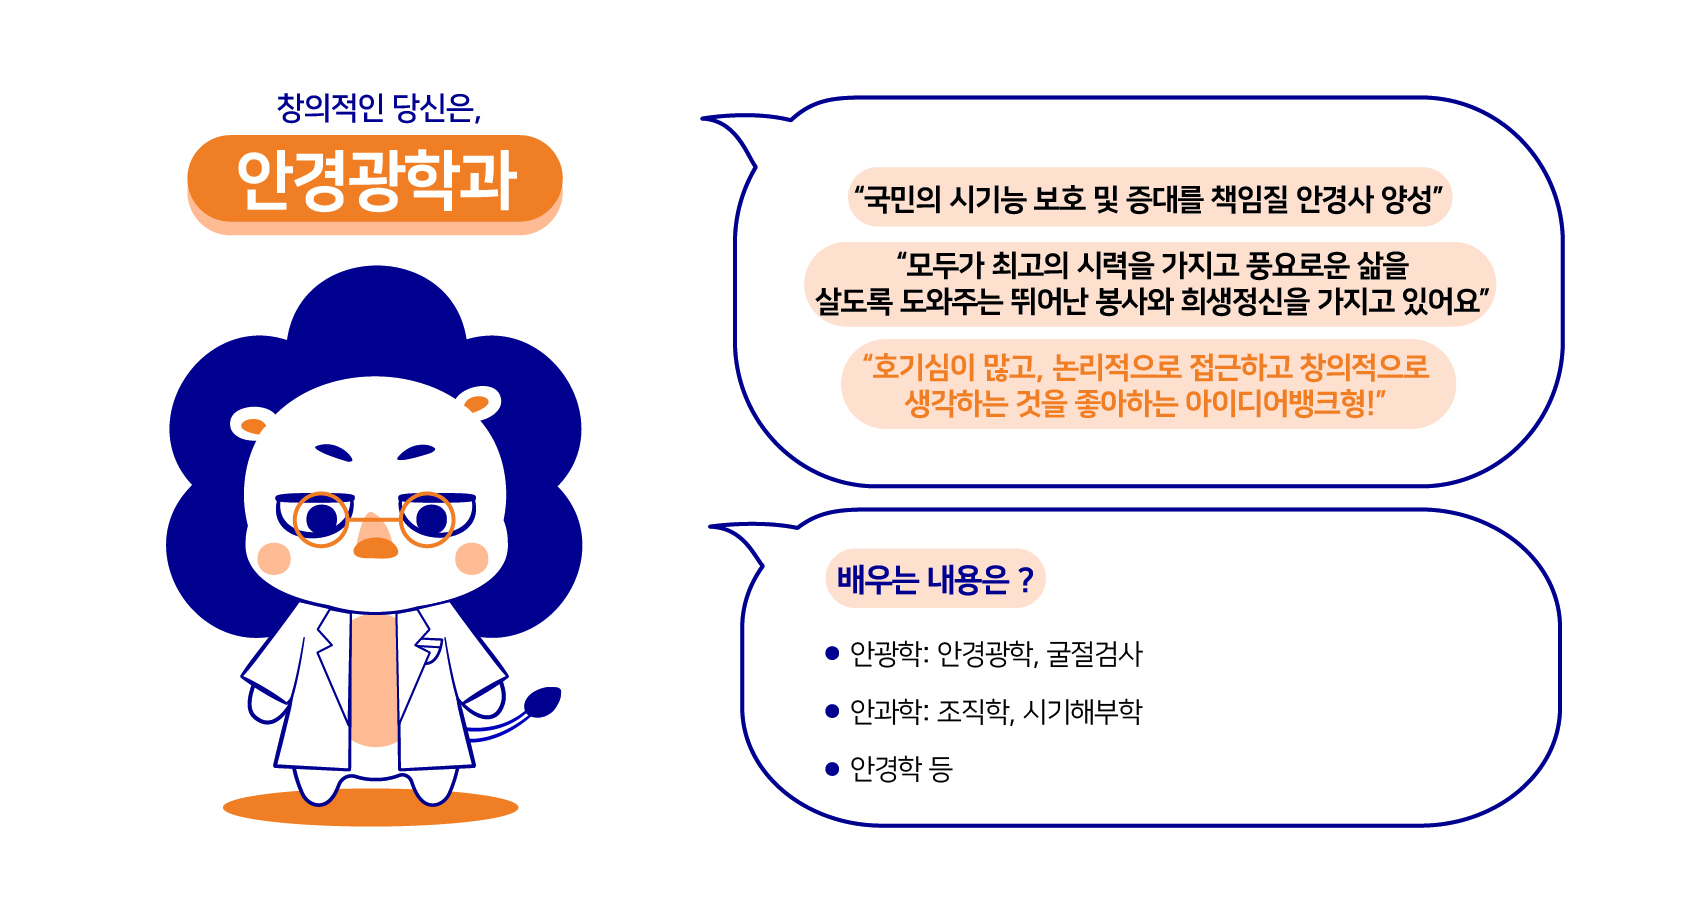 창의적인 당신은,
안경광학과
“국민의 시기능 보호 및 증대를 책임질 안경사 양성”
“모두가 최고의 시력을 가지고 풍요로운 삶을
살도록 도와주는 뛰어난 봉사와 희생정신을 가지고 있어요”
“호기심이 많고, 논리적으로 접근하고 창의적으로
생각하는 것을 좋아하는 아이디어뱅크형!”
배우는 내용은 ?
● 안광학: 안경광학, 굴절검사
● 안과학: 조직학, 시기해부학
● 안경학 등